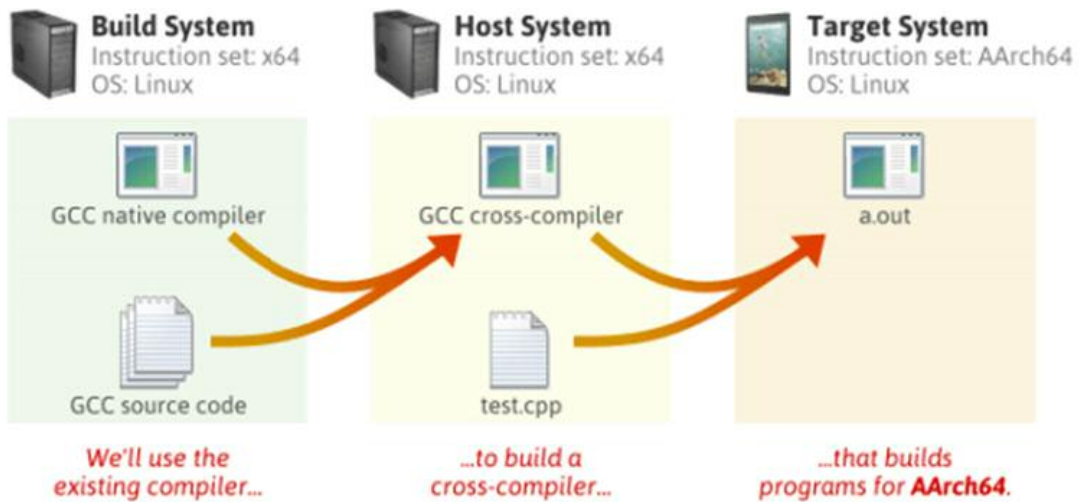 Build System
Instruction set: x64
OS: Linux
Host System
Instruction set: x64
OS: Linux
Target System
Instruction set: AArch64
OS: Linux
GCC native compiler
GCC cross-compiler
a.out
GCC source code
test.cpp
We'll use the
existing compiler...
...to build a
cross-compiler...
...that builds
programs for AArch64.